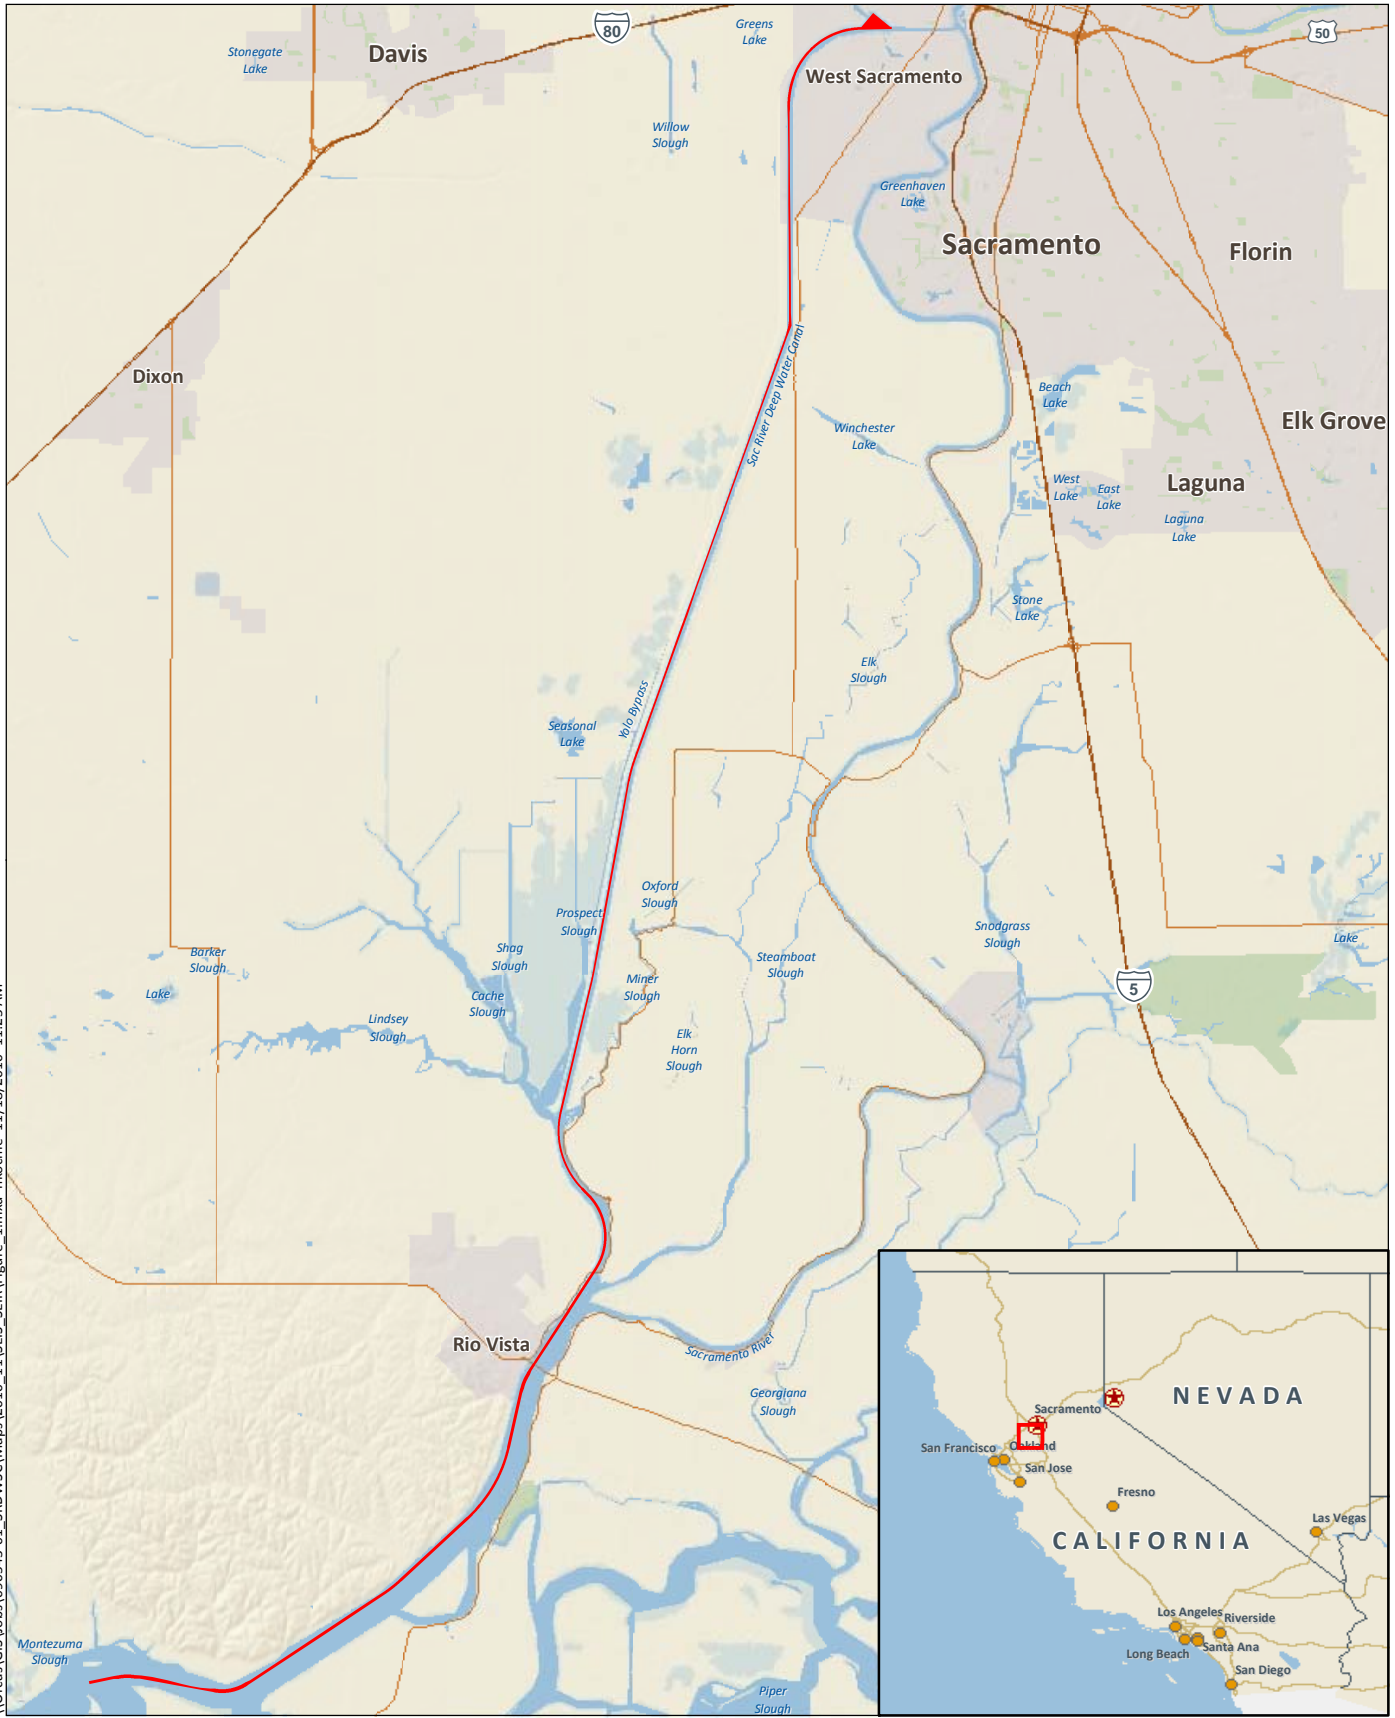 Greens
Lake
80
50
Stonegate
Lake
Davis
West Sacramento
Willow
Slough
Greenhaven
Lake
Sacramento
Florin
Dixon
Sac River Deep Water Canal
Beach
Lake
Winchester
Lake
Elk Grove
West
Lake
East
Lake
Laguna
Laguna
Lake
Stone
Lake
Elk
Slough
Yolo Bypass
Seasonal
Lake
Oxford
Slough
Prospect
Slough
Snodgrass
Slough
Lake
Barker
Slough
Shag
Slough
Steamboat
Slough
Miner
Slough
Lake
Cache
Slough
5
Lindsey
Slough
Elk
Horn
Slough
Rio Vista
Sacramento River
Georgiana
Slough
Montezuma
Slough
Piper
Slough
NEVADA
Sacramento
San Francisco
Oakland
San Jose
Fresno
Las Vegas
CALIFORNIA
Los Angeles
Riverside
Long Beach
Santa Ana
San Diego